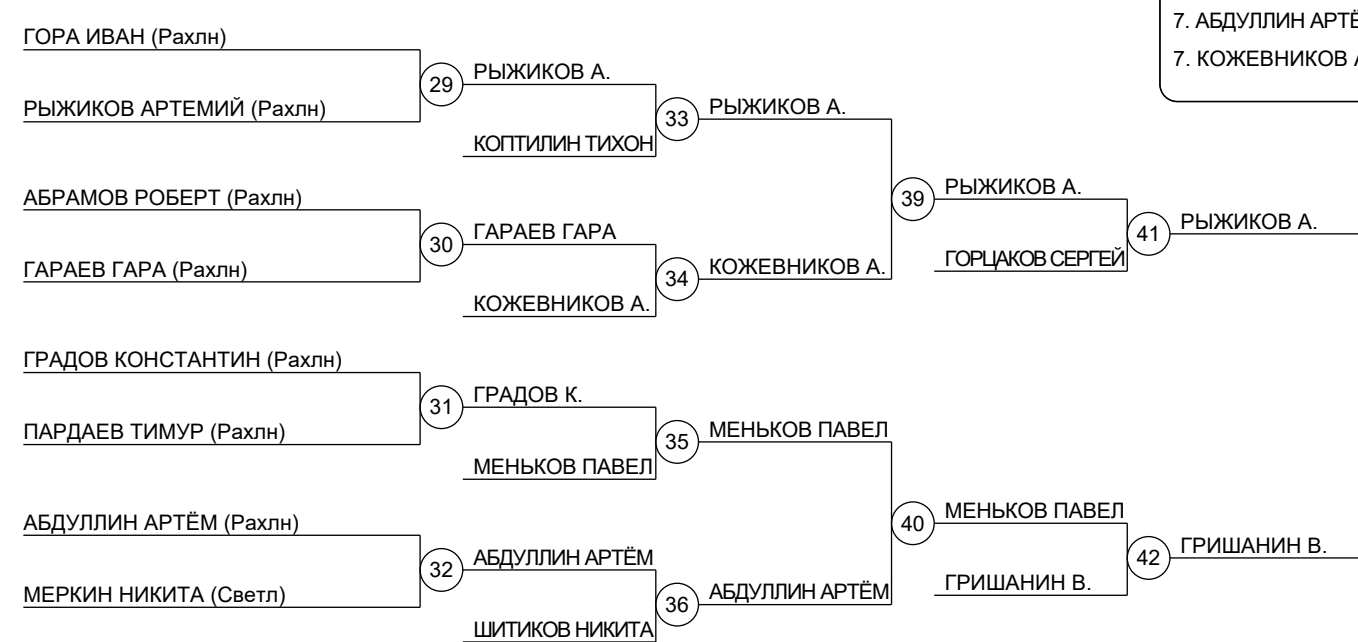 7. АБДУЛЛИН АРТЁ
7. КОЖЕВНИКОВ
ГОРА ИВАН (Рахлн)
29
РЫЖИКОВ А.
РЫЖИКОВ АРТЕМИЙ (Рахлн)
33
РЫЖИКОВ А.
КОПТИЛИН ТИХОН
АБРАМОВ РОБЕРТ (Рахлн)
39
РЫЖИКОВ А.
30
ГАРАЕВ ГАРА
41
РЫЖИКОВ А.
ГАРАЕВ ГАРА (Рахлн)
34
КОЖЕВНИКОВ А.
ГОРЦАКОВ СЕРГЕЙ
КОЖЕВНИКОВ А.
ГРАДОВ КОНСТАНТИН (Рахлн)
31
ГРАДОВ К.
ПАРДАЕВ ТИМУР (Рахлн)
35
МЕНЬКОВ ПАВЕЛ
МЕНЬКОВ ПАВЕЛ
АБДУЛЛИН АРТЁМ (Рахлн)
40
МЕНЬКОВ ПАВЕЛ
32
АБДУЛЛИН АРТЁМ
42
ГРИШАНИН В.
МЕРКИН НИКИТА (Светл)
36
АБДУЛЛИН АРТЁМ
ГРИШАНИН В.
ШИТИКОВ НИКИТА